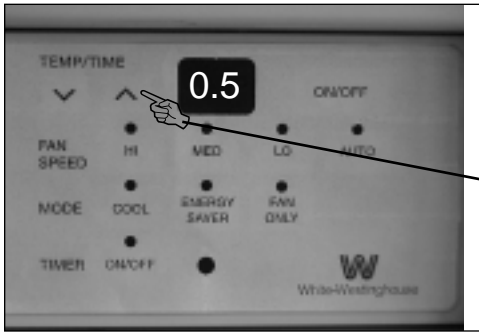 TEMP/TIME
0.5
ON/OFF
FAN SPEED
HI
MED
LO
AUTO
MODE
COOL
ENERGY SAVER
FAN ONLY
TIMER
ON/OFF
White-Westinghouse